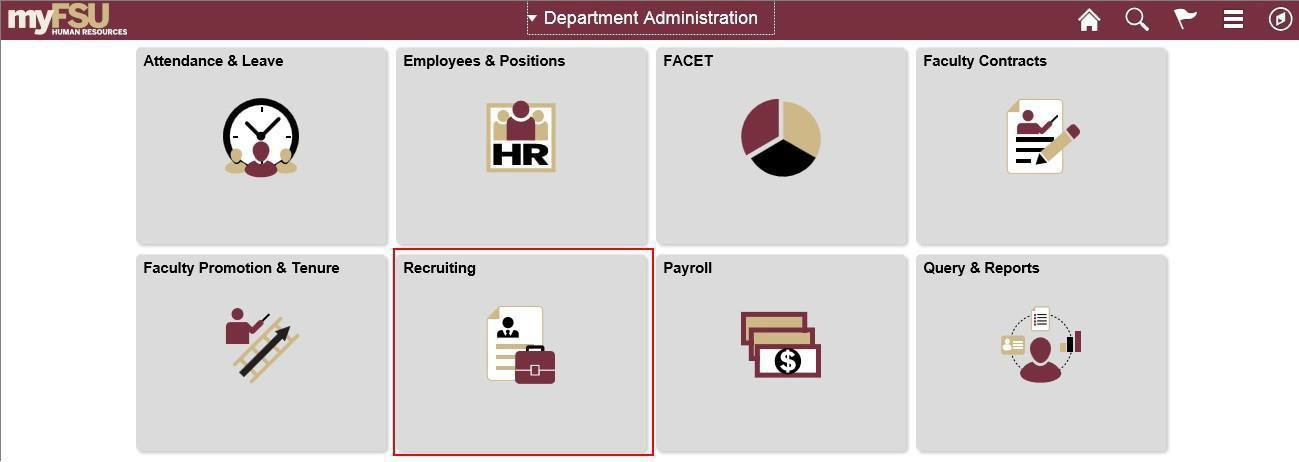 myFSU
HUMAN RESOURCES
Department Administration
Attendance & Leave
Employees & Positions
HR
FACET
Faculty Contracts
Faculty Promotion & Tenure
Recruiting
Payroll
$
Query & Reports